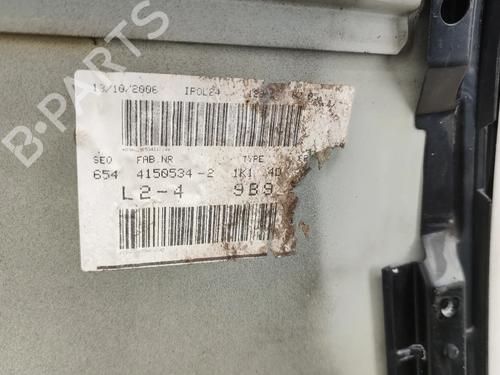 B-PARTS
13/10/2006 IPOL24
SEQ FAB.NR TYPE
654 4150534-2 1K1 4D
L2-4 9B9